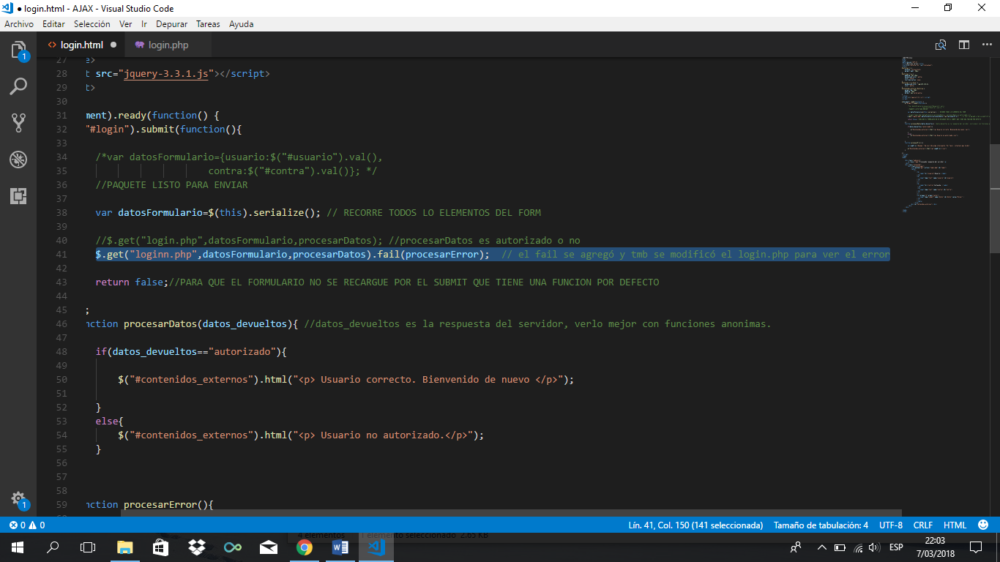 ● login.html - AJAX - Visual Studio Code
Archivo Editar Selección Ver Ir Depurar Tareas Ayuda
<> login.html ● login.php
1
27 e>
28 t src="jquery-3.3.1.js"></script>
29 t>
30
31 ment).ready(function() {
32 "#login").submit(function(){
33
34 /*var datosFormulario={usuario:$("#usuario").val(),
35 contra:$("#contra").val()}; */
36 //PAQUETE LISTO PARA ENVIAR
37
38 var datosFormulario=$(this).serialize(); // RECORRE TODOS LO ELEMENTOS DEL FORM
39
40 //$.get("login.php",datosFormulario,procesarDatos); //procesarDatos es autorizado o no
41 $.get("loginn.php",datosFormulario,procesarDatos).fail(procesarError); // el fail se agregó y tmb se modificó el login.php para ver el error
42
43 return false;//PARA QUE EL FORMULARIO NO SE RECARGUE POR EL SUBMIT QUE TIENE UNA FUNCION POR DEFECTO
44
45 ;
46 nction procesarDatos(datos_devueltos){ //datos_devueltos es la respuesta del servidor, verlo mejor con funciones anonimas.
47
48 if(datos_devueltos=="autorizado"){
49
50 $("#contenidos_externos").html("<p> Usuario correcto. Bienvenido de nuevo </p>");
51
52 }
53 else{
54 $("#contenidos_externos").html("<p> Usuario no autorizado.</p>");
55 }
56
57
58
59 nction procesarError(){
1
0 0 Lín. 41, Col. 150 (141 seleccionada) Tamaño de tabulación: 4 UTF-8 CRLF HTML
4 elementos 1 elemento seleccionado 2.65 KB
ESP 22:03
7/03/2018